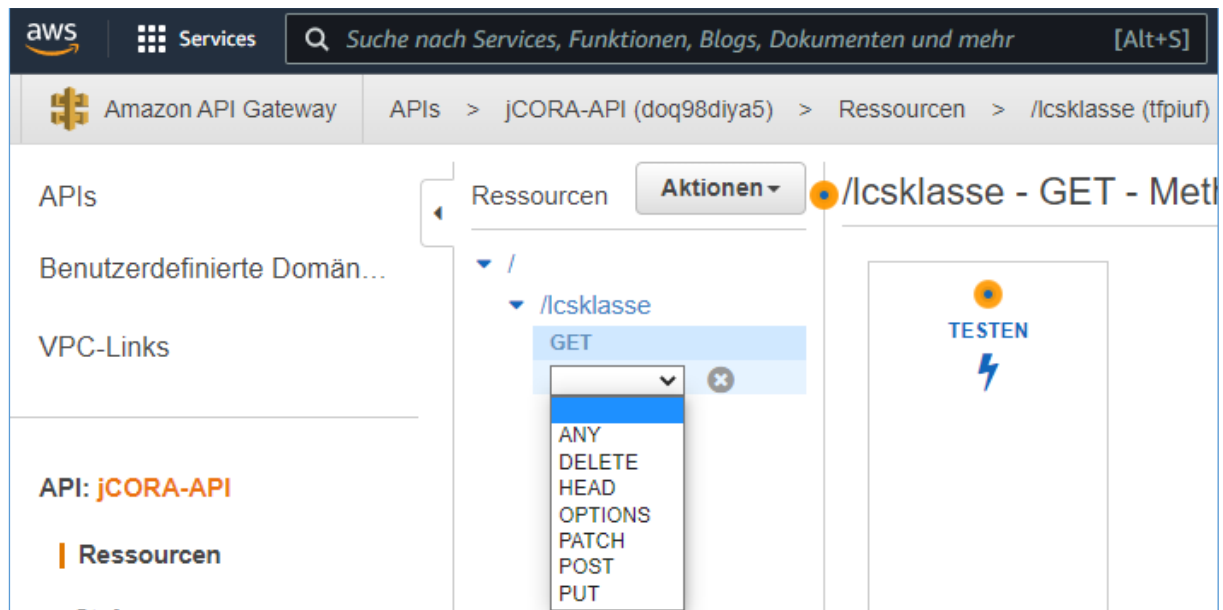 aws Services Suche nach Services, Funktionen, Blogs, Dokumenten und mehr [Alt+S]
Amazon API Gateway APIs > jCORA-API (doq98diya5) > Ressourcen > /lcsklasse (tfpiuf)
APIs
Benutzerdefinierte Domän...
VPC-Links
API: jCORA-API
Ressourcen
Ressourcen Aktionen
/
/lcsklasse
GET
ANY
DELETE
HEAD
OPTIONS
PATCH
POST
PUT
/lcsklasse - GET -
TESTEN